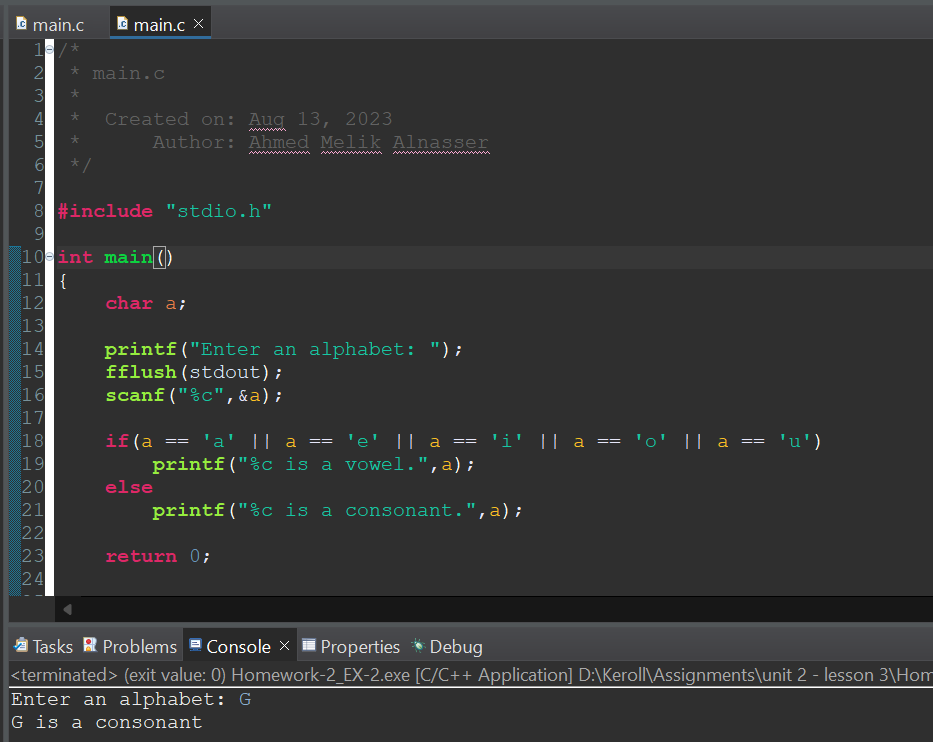 main.c main.c
1 /*
2 * main.c
3 *
4 * Created on: Aug 13, 2023
5 * Author: Ahmed Melik Alnasser
6 */
7
8 #include "stdio.h"
9
10 int main()
11 {
12 char a;
13
14 printf("Enter an alphabet: ");
15 fflush(stdout);
16 scanf("%c",&a);
17
18 if(a == 'a' || a == 'e' || a == 'i' || a == 'o' || a == 'u')
19 printf("%c is a vowel.",a);
20 else
21 printf("%c is a consonant.",a);
22
23 return 0;
24
Tasks Problems Console Properties Debug
<terminated> (exit value: 0) Homework-2_EX-2.exe [C/C++ Application] D:\Keroll\Assignments\unit 2 - lesson 3\Hom
Enter an alphabet: G
G is a consonant